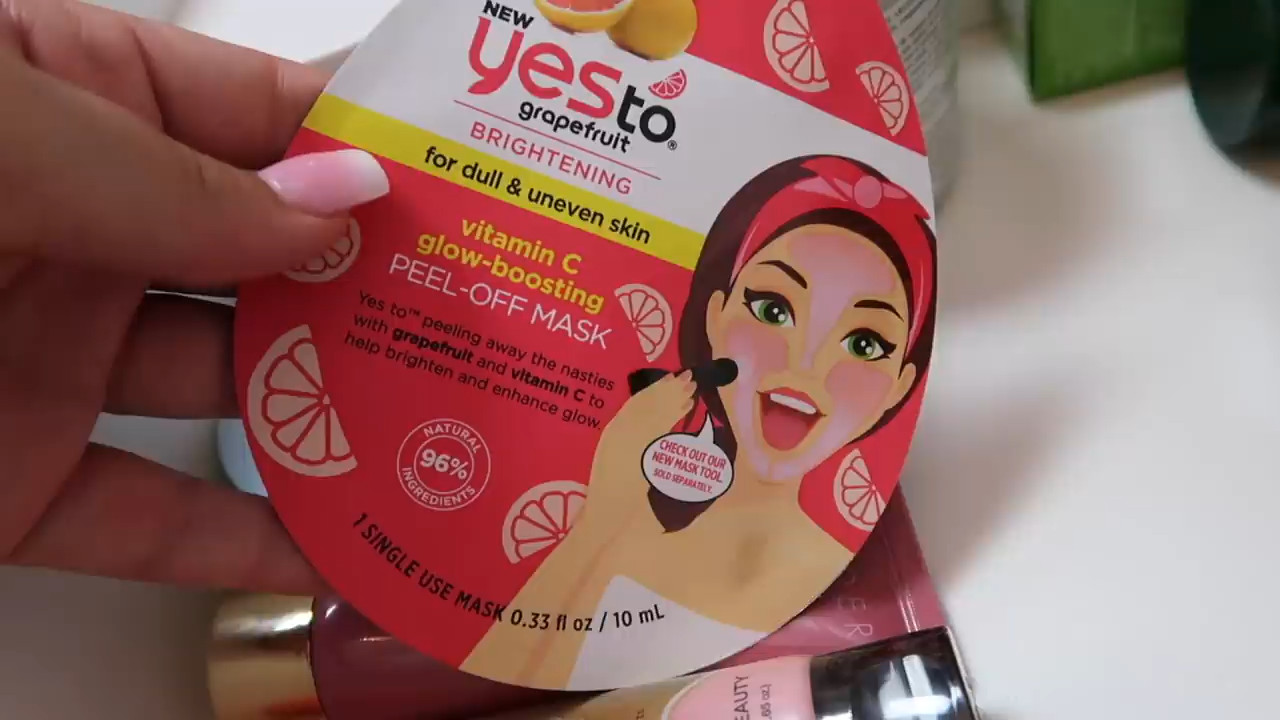 NEW
yes to®
grapefruit
BRIGHTENING
for dull & uneven skin
vitamin C
glow-boosting
PEEL-OFF MASK
Yes to™ peeling away the nasties
with grapefruit and vitamin C to
help brighten and enhance glow.
NATURAL
96%
INGREDIENTS
CHECK OUT OUR
NEW MASK TOOL.
SOLD SEPARATELY.
1 SINGLE USE MASK 0.33 fl oz / 10 mL
EAUTY